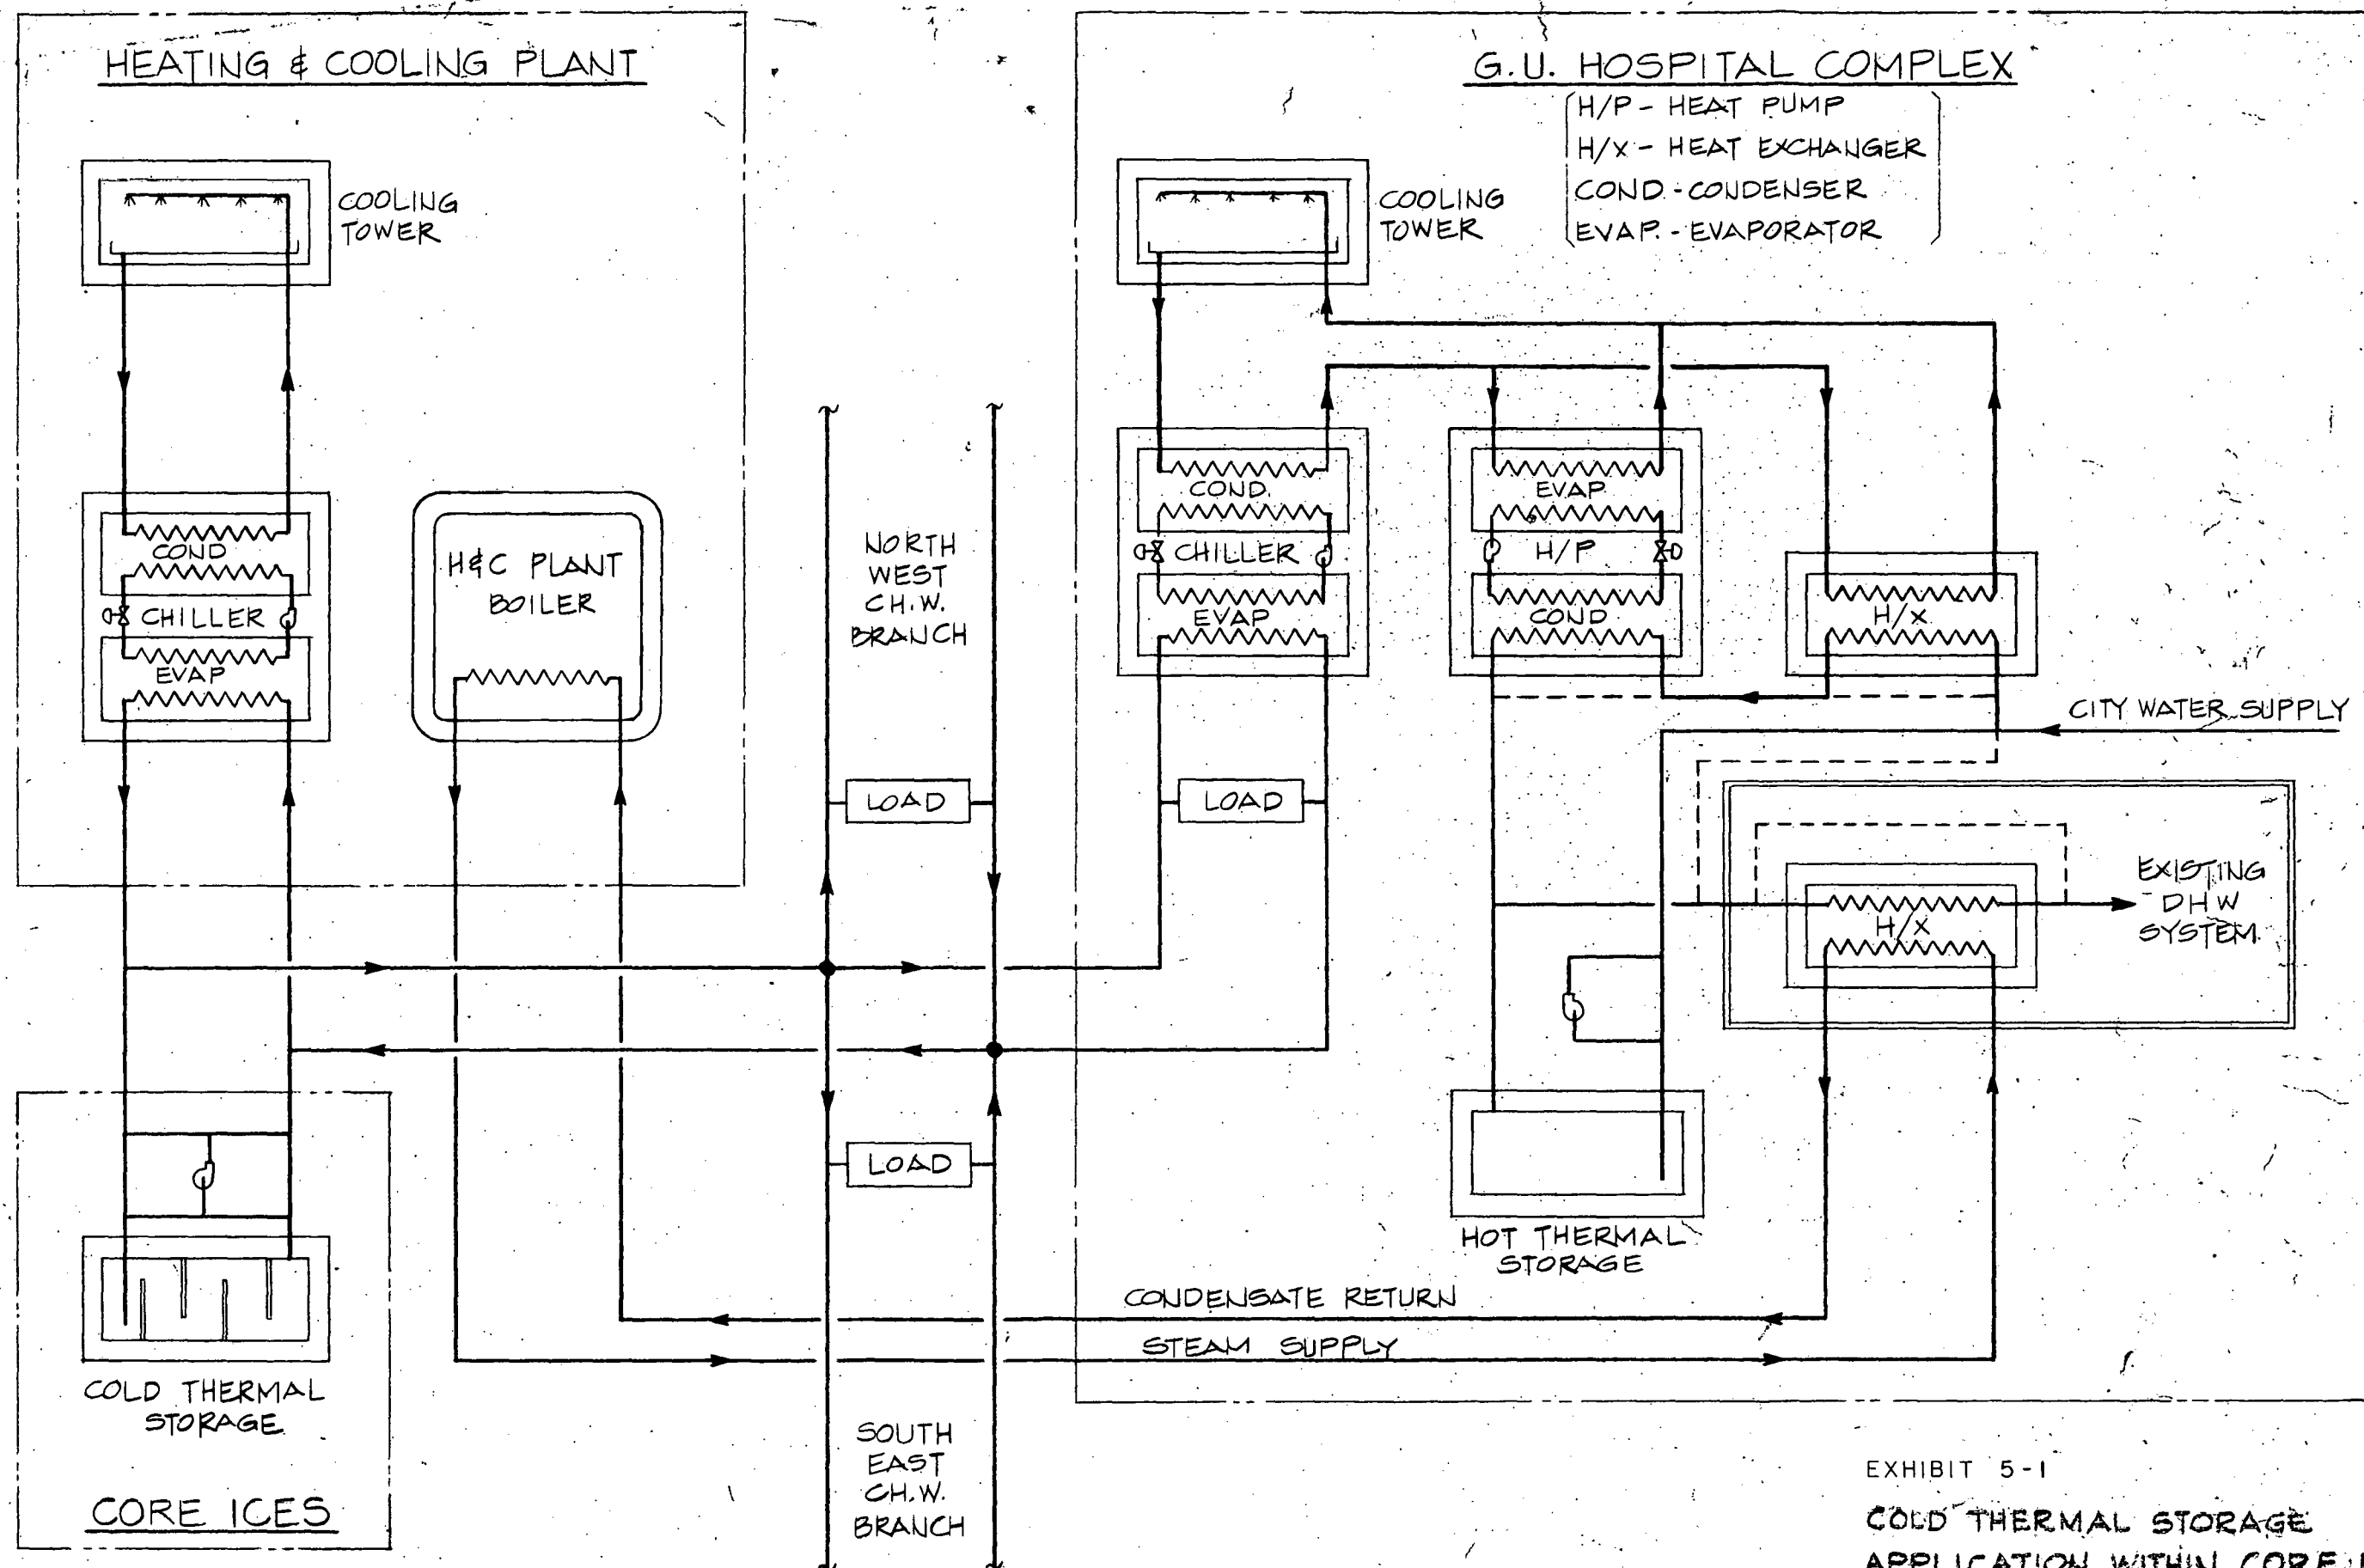 HEATING & COOLING PLANT
COOLING
TOWER
COND
CHILLER
EVAP
H&C PLANT
BOILER
COLD THERMAL
STORAGE
CORE ICES
NORTH
WEST
CH.W.
BRANCH
LOAD
LOAD
SOUTH
EAST
CH.W.
BRANCH
G.U. HOSPITAL COMPLEX
H/P - HEAT PUMP
H/X - HEAT EXCHANGER
COND. - CONDENSER
EVAP. - EVAPORATOR
COOLING
TOWER
COND.
CHILLER
EVAP
LOAD
EVAP
H/P
COND
H/X
CITY WATER SUPPLY
H/X
EXISTING
DHW
SYSTEM
HOT THERMAL
STORAGE
CONDENSATE RETURN
STEAM SUPPLY
EXHIBIT 5-1
COLD THERMAL STORAGE
APPLICATION WITHIN CORE